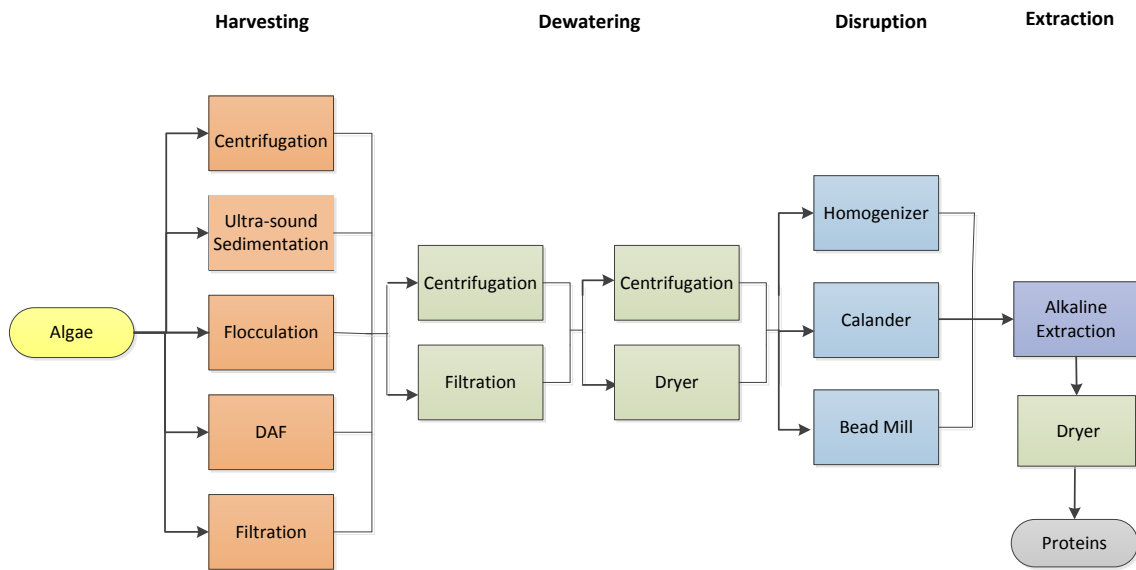 Harvesting
Dewatering
Disruption
Extraction
Centrifugation
Ultra-sound
Sedimentation
Flocculation
DAF
Filtration
Algae
Centrifugation
Filtration
Centrifugation
Dryer
Homogenizer
Calander
Bead Mill
Alkaline
Extraction
Dryer
Proteins